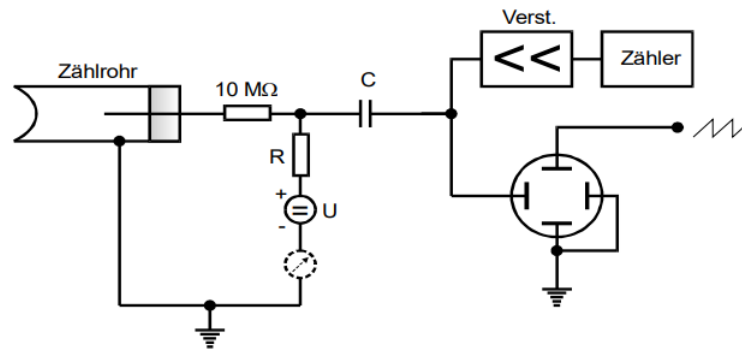 Verst.
<< Zähler
Zählrohr
10 MΩ
C
R
+
= U
-